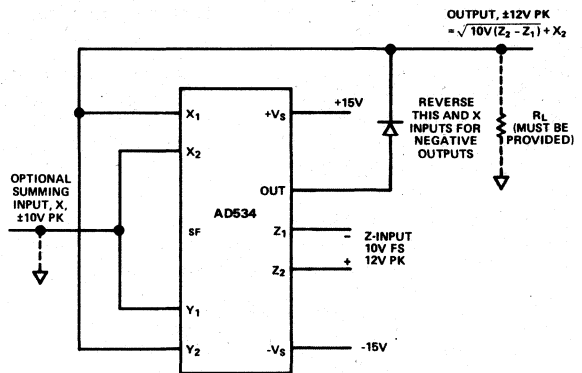 OUTPUT, ±12V PK
= √10V(Z₂ – Z₁) + X₂
X₁
X₂
SF
Y₁
Y₂
AD534
+Vₛ
OUT
Z₁
Z₂
-Vₛ
+15V
REVERSE
THIS AND X
INPUTS FOR
NEGATIVE
OUTPUTS
R_L
(MUST BE
PROVIDED)
OPTIONAL
SUMMING
INPUT, X,
±10V PK
– Z-INPUT
10V FS
+ 12V PK
-15V